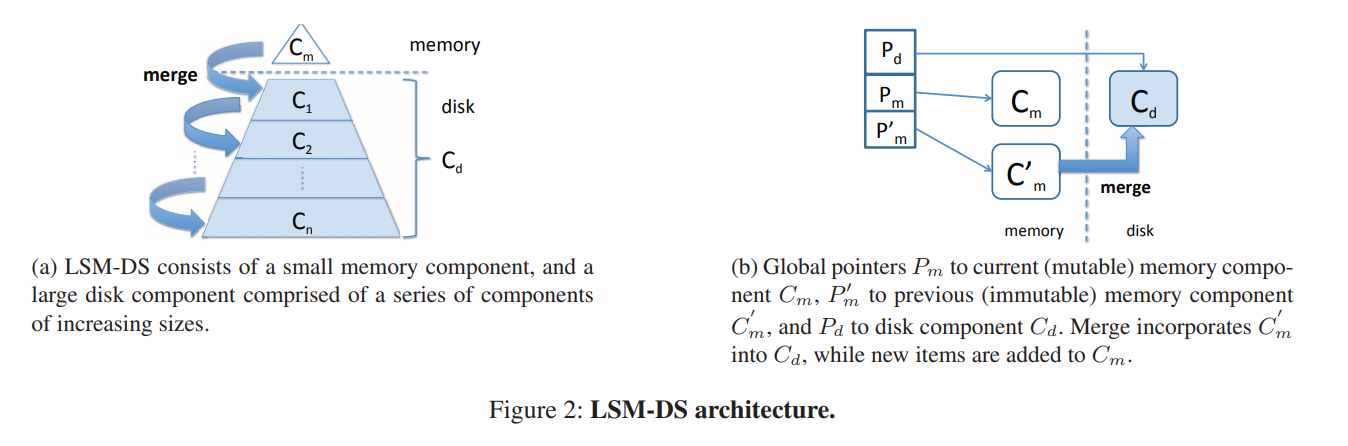 C_m
memory
merge
C_1
disk
C_2
C_d
C_n
(a) LSM-DS consists of a small memory component, and a
large disk component comprised of a series of components
of increasing sizes.
P_d
P_m
P'_m
C_m
C_d
C'_m
merge
memory
disk
(b) Global pointers P_m to current (mutable) memory compo-
nent C_m, P'_m to previous (immutable) memory component
C'_m, and P_d to disk component C_d. Merge incorporates C'_m
into C_d, while new items are added to C_m.
Figure 2: LSM-DS architecture.